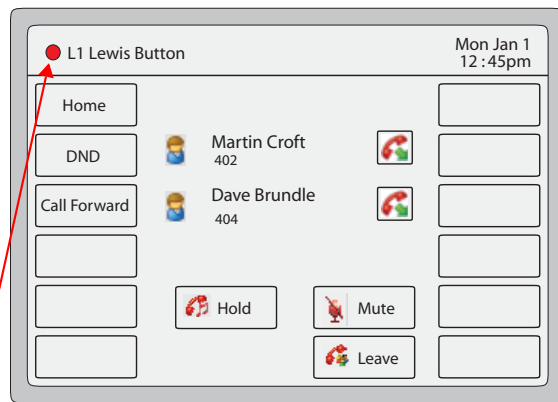 L1 Lewis Button
Mon Jan 1
12 :45pm
Home
DND
Call Forward
Martin Croft
402
Dave Brundle
404
Hold
Mute
Leave